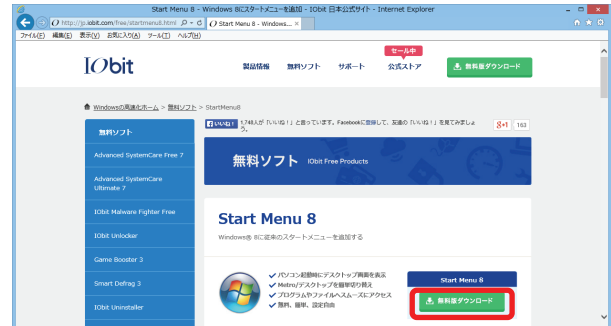 Start Menu 8 - Windows 8にスタートメニューを追加 - IObit 日本公式サイト - Internet Explorer
http://jp.iobit.com/free/startmenu8.html
Start Menu 8 - Windows...
ファイル(F) 編集(E) 表示(V) お気に入り(A) ツール(T) ヘルプ(H)
セール中
IObit
製品情報 無料ソフト サポート 公式ストア 無料版ダウンロード
Windowsの高速化ホーム > 無料ソフト > StartMenu8
いいね! 1,748人が「いいね!」と言っています。Facebookに登録して、友達の「いいね!」を見てみましょう。
g+1 163
無料ソフト
Advanced SystemCare Free 7
Advanced SystemCare Ultimate 7
IObit Malware Fighter Free
IObit Unlocker
Game Booster 3
Smart Defrag 3
IObit Uninstaller
無料ソフト IObit Free Products
Start Menu 8
Windows® 8に従来のスタートメニューを追加する
パソコン起動時にデスクトップ画面を表示
Metro/デスクトップを簡単切り替え
プログラムやファイルへスムーズにアクセス
無料、簡単、設定自由
Start Menu 8
無料版ダウンロード